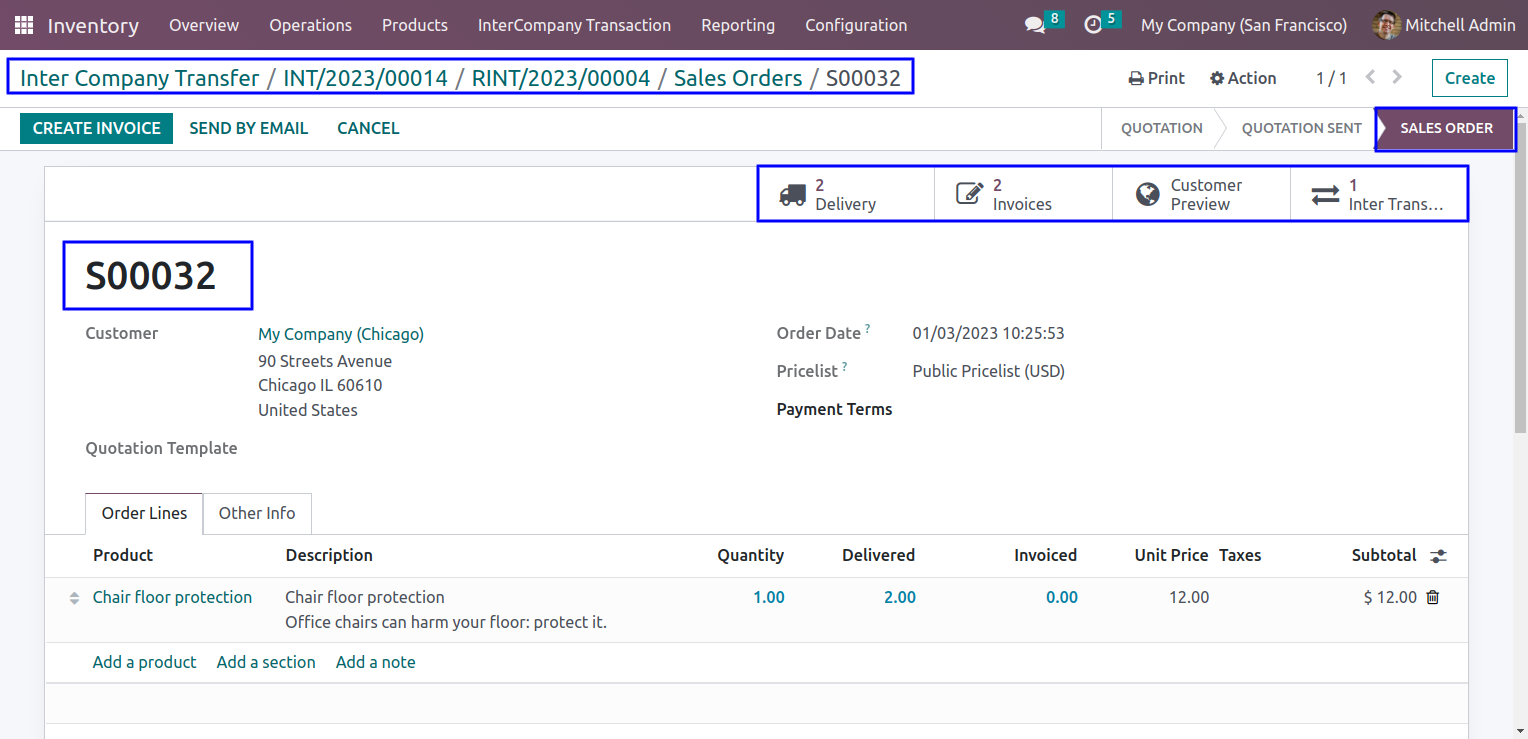 Inventory Overview Operations Products InterCompany Transaction Reporting Configuration 8 5 My Company (San Francisco) Mitchell Admin
Inter Company Transfer / INT/2023/00014 / RINT/2023/00004 / Sales Orders / S00032 Print Action 1 / 1 Create
CREATE INVOICE SEND BY EMAIL CANCEL QUOTATION QUOTATION SENT SALES ORDER
2 Delivery
2 Invoices
Customer Preview
1 Inter Trans...
S00032
Customer My Company (Chicago)
90 Streets Avenue
Chicago IL 60610
United States
Quotation Template
Order Date ? 01/03/2023 10:25:53
Pricelist ? Public Pricelist (USD)
Payment Terms
Order Lines Other Info
Product Description Quantity Delivered Invoiced Unit Price Taxes Subtotal
Chair floor protection Chair floor protection 1.00 2.00 0.00 12.00 $ 12.00
Office chairs can harm your floor: protect it.
Add a product Add a section Add a note